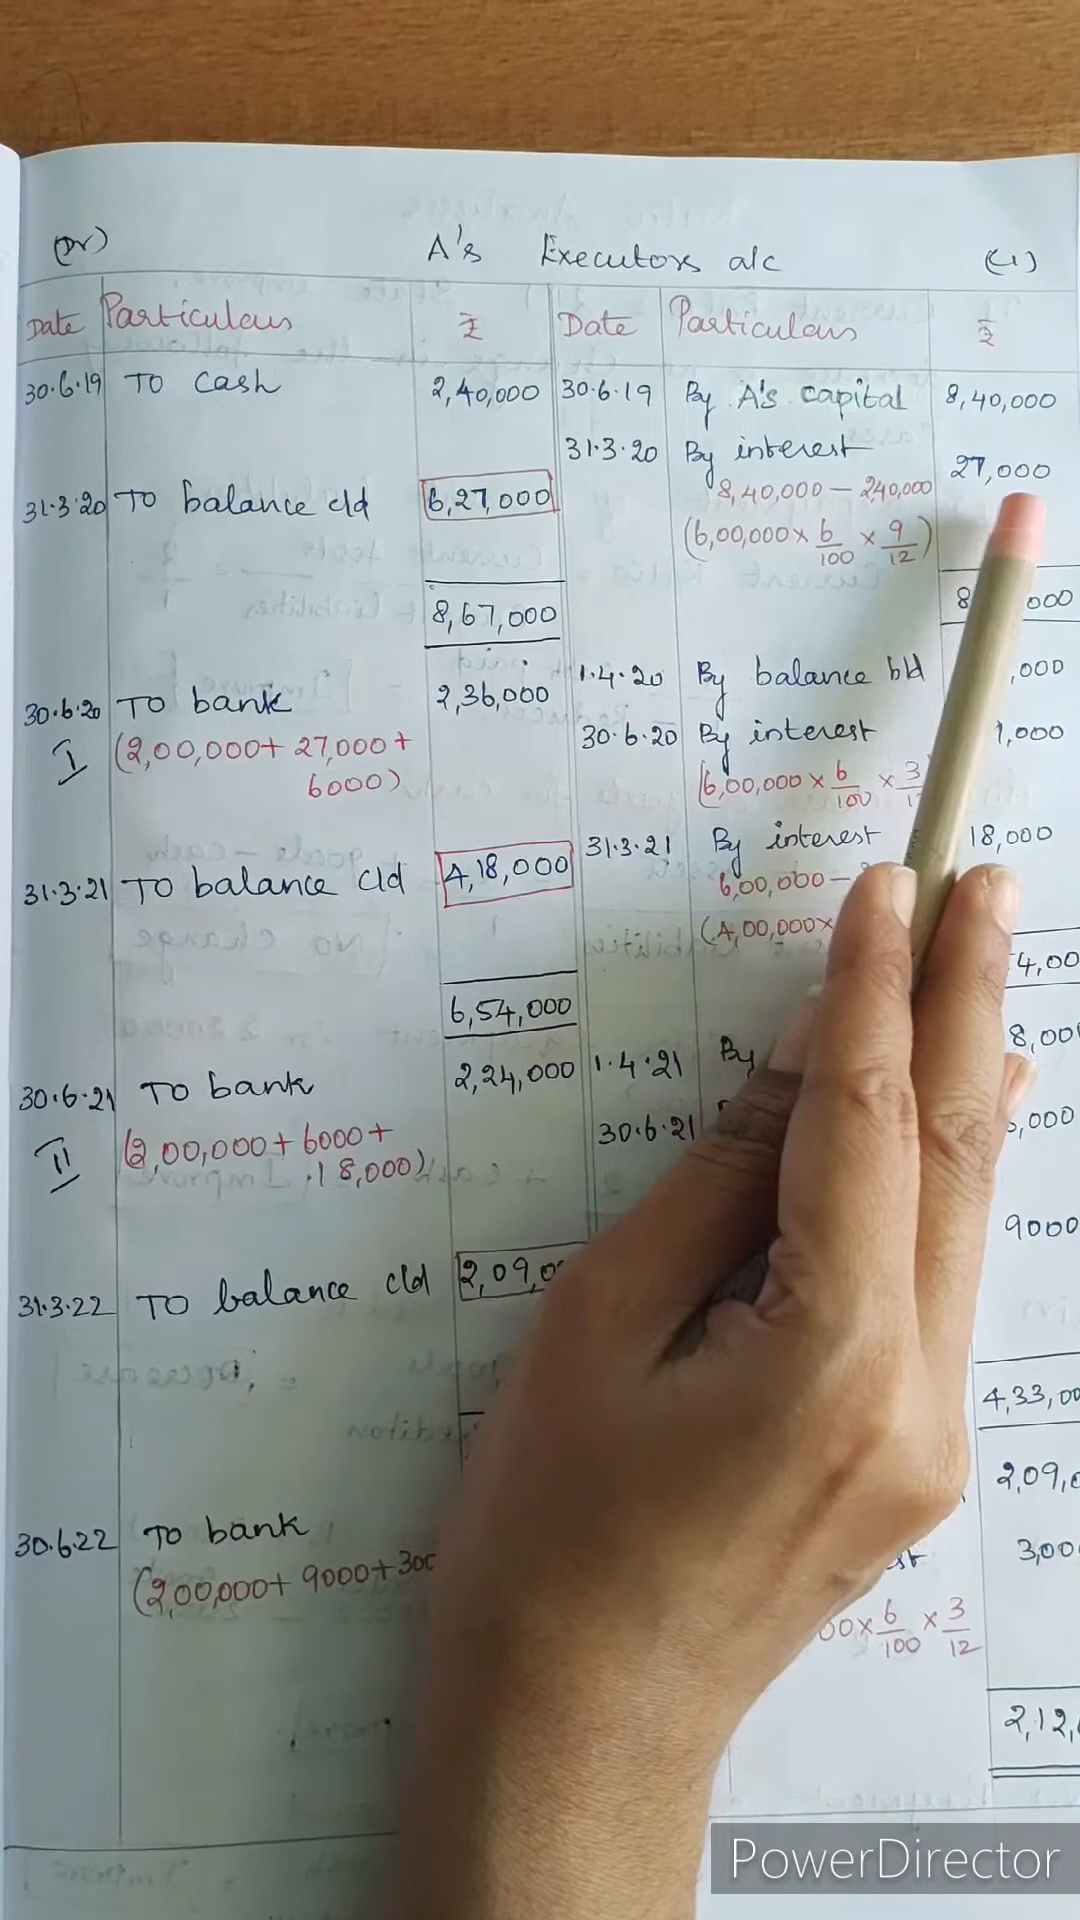 (Dr) A's Executors a/c
Date Particulars ₹ Date Particulars ₹
30.6.19 To cash 2,40,000 30.6.19 By A's capital 8,40,000
31.3.20 By interest 27,000
31.3.20 To balance c/d 6,27,000 8,40,000 – 240,000
(6,00,000 × 6/100 × 9/12)
8,67,000
30.6.20 To bank 2,36,000 1.4.20 By balance b/d
I (2,00,000 + 27,000 + 30.6.20 By interest
6000) (6,00,000 × 6/100 × 3
31.3.21 To balance c/d 4,18,000 31.3.21 By interest 18,000
6,00,000 –
(4,00,000 ×
6,54,000
30.6.21 To bank 2,24,000 1.4.21 By
II (2,00,000 + 6000 + 30.6.21
18,000) 9000
31.3.22 To balance c/d 2,09,0
4,33,00
2,09,
30.6.22 To bank 3,00
(2,00,000 + 9000 + 300
00 × 6/100 × 3/12
2,12,
PowerDirector